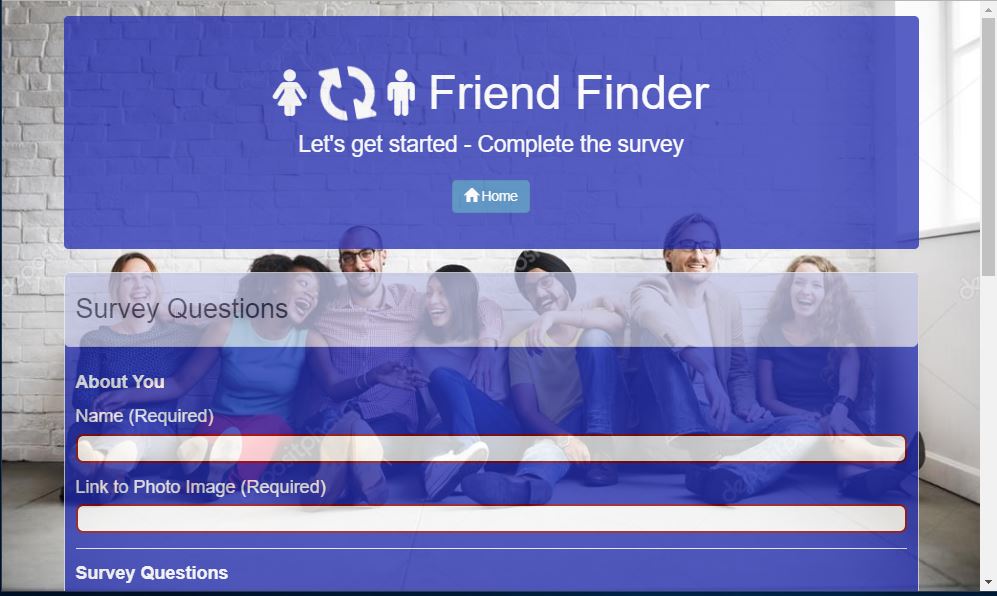 Friend Finder
Let's get started - Complete the survey
Home
Survey Questions
About You
Name (Required)
Link to Photo Image (Required)
Survey Questions